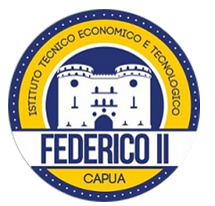 ISTITUTO TECNICO ECONOMICO E TECNOLOGICO
FEDERICO II
CAPUA